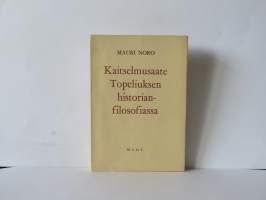 MAURI NORO
Kaitselmusaate
Topeliuksen
historian-
filosofiassa
WSOY